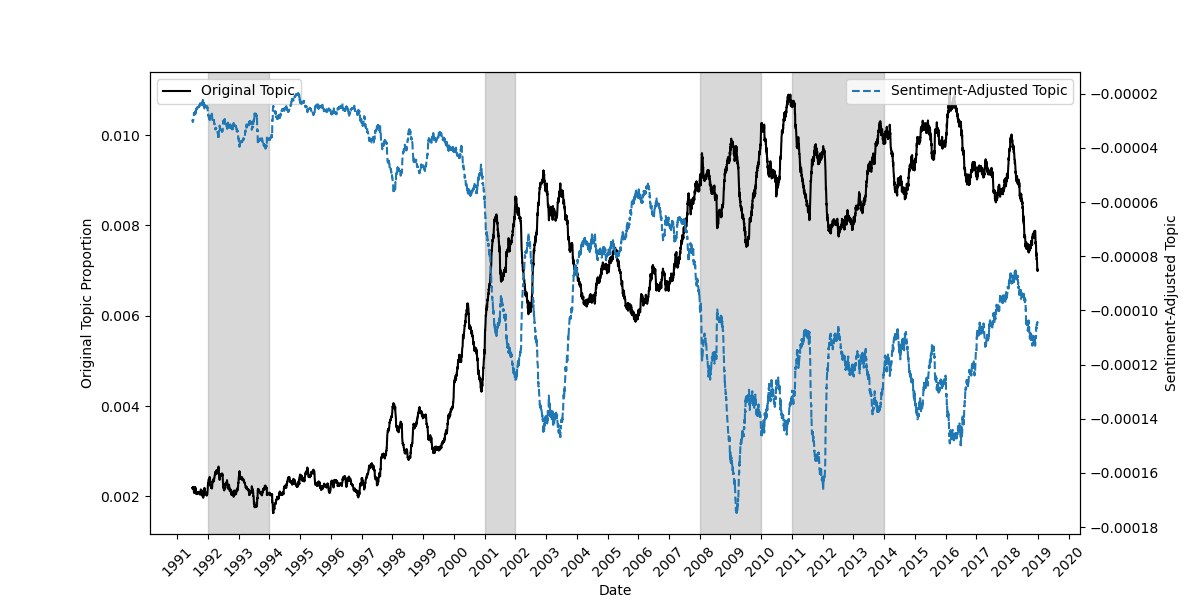 Original Topic
Sentiment-Adjusted Topic
Original Topic Proportion
0.010
0.008
0.006
0.004
0.002
−0.00002
−0.00004
−0.00006
−0.00008
−0.00010
−0.00012
−0.00014
−0.00016
−0.00018
Sentiment-Adjusted Topic
1991 1992 1993 1994 1995 1996 1997 1998 1999 2000 2001 2002 2003 2004 2005 2006 2007 2008 2009 2010 2011 2012 2013 2014 2015 2016 2017 2018 2019 2020
Date